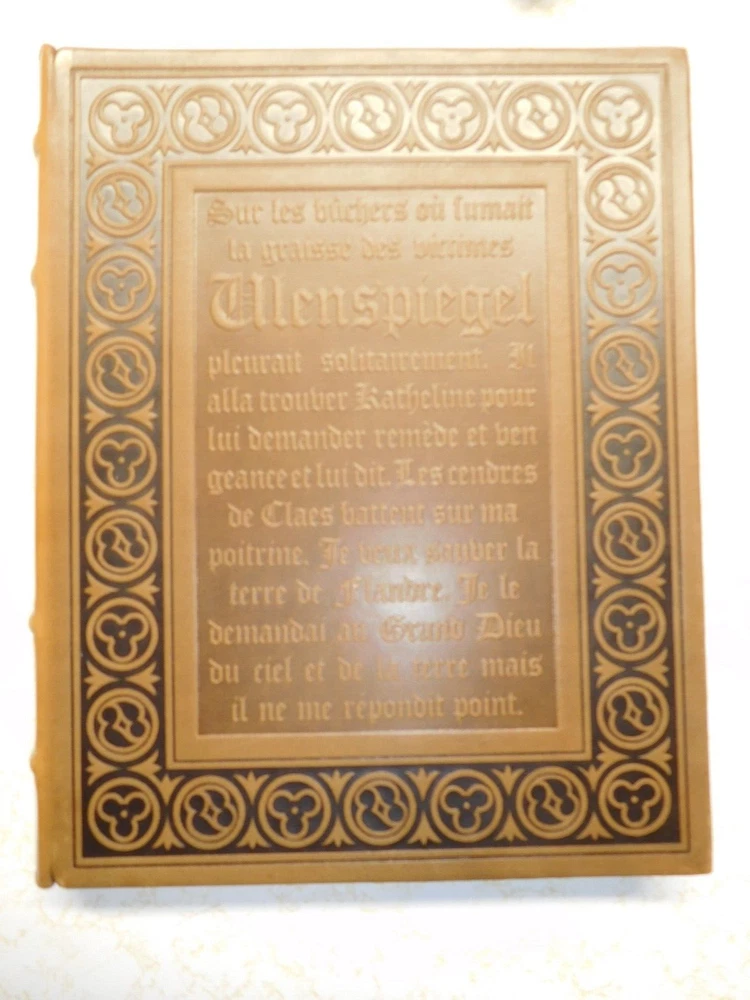 Sur les bûchers où fumait
la graisse des victimes
Ulenspiegel
pleurait solitairement. Il
alla trouver Katheline pour
lui demander remède et ven
geance et lui dit. Les cendres
de Claes battent sur ma
poitrine. Je veux sauver la
terre de Flandre. Je le
demandai au Grand Dieu
du ciel et de la terre mais
il ne me répondit point.